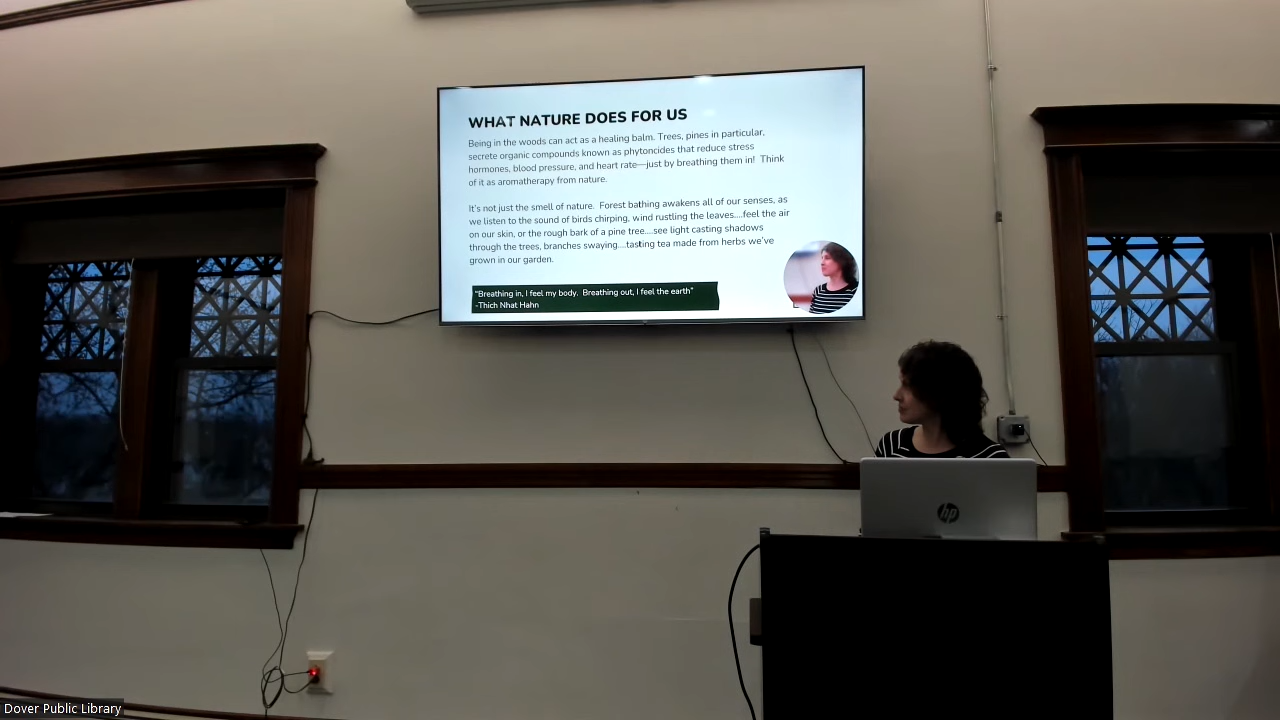 WHAT NATURE DOES FOR US
Being in the woods can act as a healing balm. Trees, pines in particular,
secrete organic compounds known as phytoncides that reduce stress
hormones, blood pressure, and heart rate—just by breathing them in!  Think
of it as aromatherapy from nature.
It's not just the smell of nature.  Forest bathing awakens all of our senses, as
we listen to the sound of birds chirping, wind rustling the leaves....feel the air
on our skin, or the rough bark of a pine tree....see light casting shadows
through the trees, branches swaying....tasting tea made from herbs we've
grown in our garden.
"Breathing in, I feel my body.  Breathing out, I feel the earth"
-Thich Nhat Hahn
hp
Dover Public Library